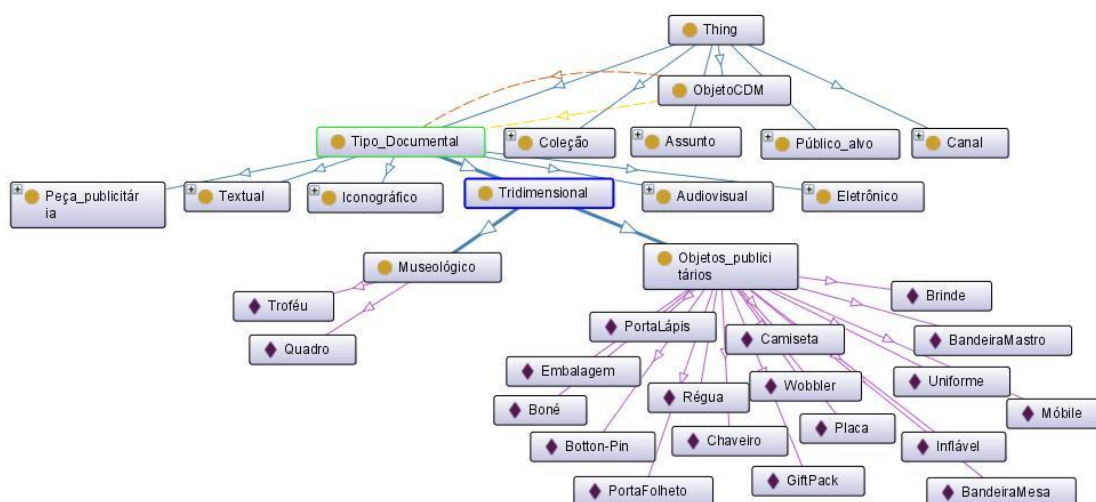 Thing
ObjetoCDM
Tipo_Documental
Coleção
Assunto
Público_alvo
Canal
Peça_publicitár
ia
Textual
Iconográfico
Tridimensional
Audiovisual
Eletrônico
Museológico
Objetos_publici
tários
Troféu
Quadro
Brinde
PortaLápis
Camiseta
BandeiraMastro
Embalagem
Wobbler
Uniforme
Régua
Boné
Móbile
Placa
Botton-Pin
Chaveiro
Inflável
PortaFolheto
GiftPack
BandeiraMesa